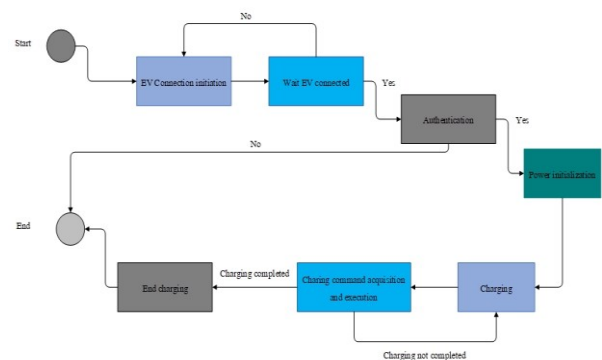 No
Start
EV Connection initiation
Wait EV connected
Yes
Authentication
Yes
No
Power initialization
End
Charging completed
End charging
Charing command acquisition
and execution
Charging
Charging not completed